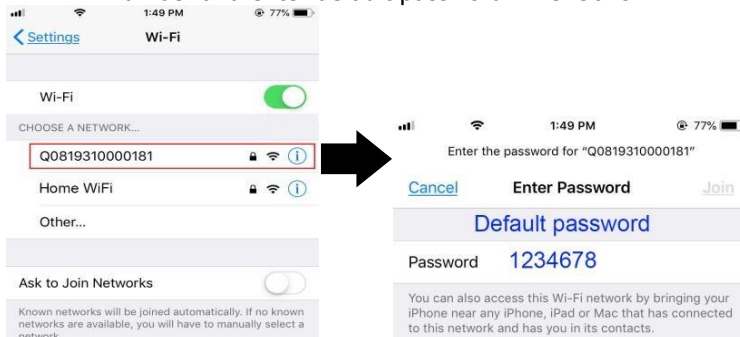 1:49 PM
77%
Settings
Wi-Fi
Wi-Fi
CHOOSE A NETWORK...
Q0819310000181
Home WiFi
Other...
Ask to Join Networks
Known networks will be joined automatically. If no known
networks are available, you will have to manually select a
network
1:49 PM
77%
Enter the password for "Q0819310000181"
Cancel
Enter Password
Join
Default password
Password
1234678
You can also access this Wi-Fi network by bringing your
iPhone near any iPhone, iPad or Mac that has connected
to this network and has you in its contacts.